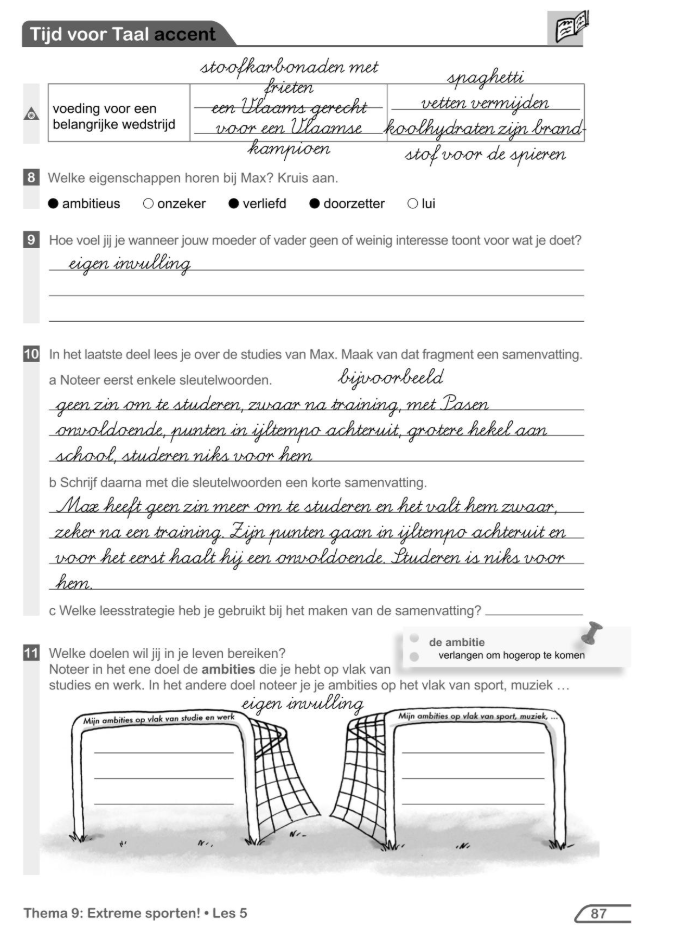 Tijd voor Taal accent
stoofkarbonaden met
frieten
een Vlaams gerecht
voor een Vlaamse
kampioen
spaghetti
vetten vermijden
koolhydraten zijn brand-
stof voor de spieren
voeding voor een
belangrijke wedstrijd
8 Welke eigenschappen horen bij Max? Kruis aan.
ambitieus onzeker verliefd doorzetter lui
9 Hoe voel jij je wanneer jouw moeder of vader geen of weinig interesse toont voor wat je doet?
eigen invulling
10 In het laatste deel lees je over de studies van Max. Maak van dat fragment een samenvatting.
a Noteer eerst enkele sleutelwoorden. bijvoorbeeld
geen zin om te studeren, zwaar na training, met Pasen
onvoldoende, punten in ijltempo achteruit, grotere hekel aan
school, studeren niks voor hem
b Schrijf daarna met die sleutelwoorden een korte samenvatting.
Max heeft geen zin meer om te studeren en het valt hem zwaar,
zeker na een training. Zijn punten gaan in ijltempo achteruit en
voor het eerst haalt hij een onvoldoende. Studeren is niks voor
hem.
c Welke leesstrategie heb je gebruikt bij het maken van de samenvatting?
de ambitie
verlangen om hogerop te komen
11 Welke doelen wil jij in je leven bereiken?
Noteer in het ene doel de ambities die je hebt op vlak van
studies en werk. In het andere doel noteer je je ambities op het vlak van sport, muziek …
eigen invulling
Mijn ambities op vlak van studie en werk
Mijn ambities op vlak van sport, muziek, ...
Thema 9: Extreme sporten! • Les 5
87